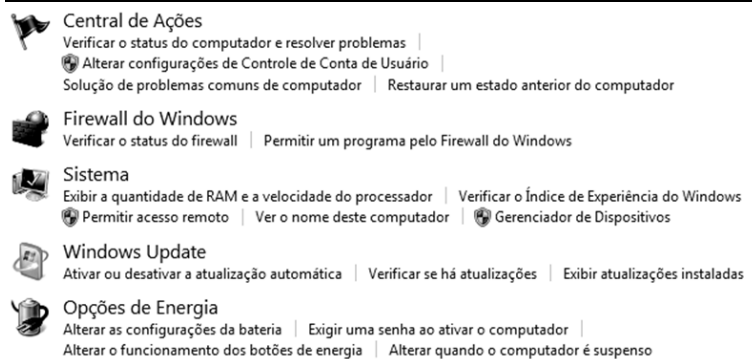 Central de Ações
Verificar o status do computador e resolver problemas
Alterar configurações de Controle de Conta de Usuário
Solução de problemas comuns de computador | Restaurar um estado anterior do computador
Firewall do Windows
Verificar o status do firewall | Permitir um programa pelo Firewall do Windows
Sistema
Exibir a quantidade de RAM e a velocidade do processador | Verificar o Índice de Experiência do Windows
Permitir acesso remoto | Ver o nome deste computador | Gerenciador de Dispositivos
Windows Update
Ativar ou desativar a atualização automática | Verificar se há atualizações | Exibir atualizações instaladas
Opções de Energia
Alterar as configurações da bateria | Exigir uma senha ao ativar o computador
Alterar o funcionamento dos botões de energia | Alterar quando o computador é suspenso